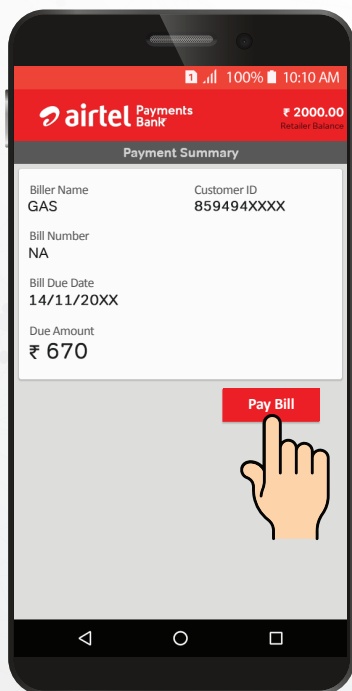 1 100% 10:10 AM
airtel Payments Bank ₹ 2000.00
Retailer Balance
Payment Summary
Biller Name Customer ID
GAS 859494XXXX
Bill Number
NA
Bill Due Date
14/11/20XX
Due Amount
₹ 670
Pay Bill